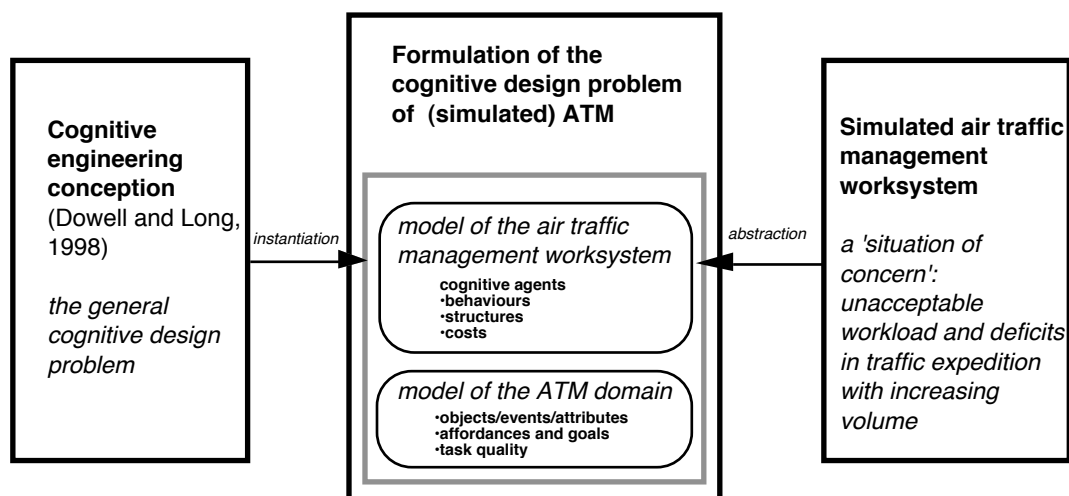 Cognitive
engineering
conception
(Dowell and Long,
1998)
the general
cognitive design
problem
instantiation
Formulation of the
cognitive design problem
of (simulated) ATM
model of the air traffic
management worksystem
cognitive agents
•behaviours
•structures
•costs
model of the ATM domain
•objects/events/attributes
•affordances and goals
•task quality
abstraction
Simulated air traffic
management
worksystem
a 'situation of
concern':
unacceptable
workload and deficits
in traffic expedition
with increasing
volume